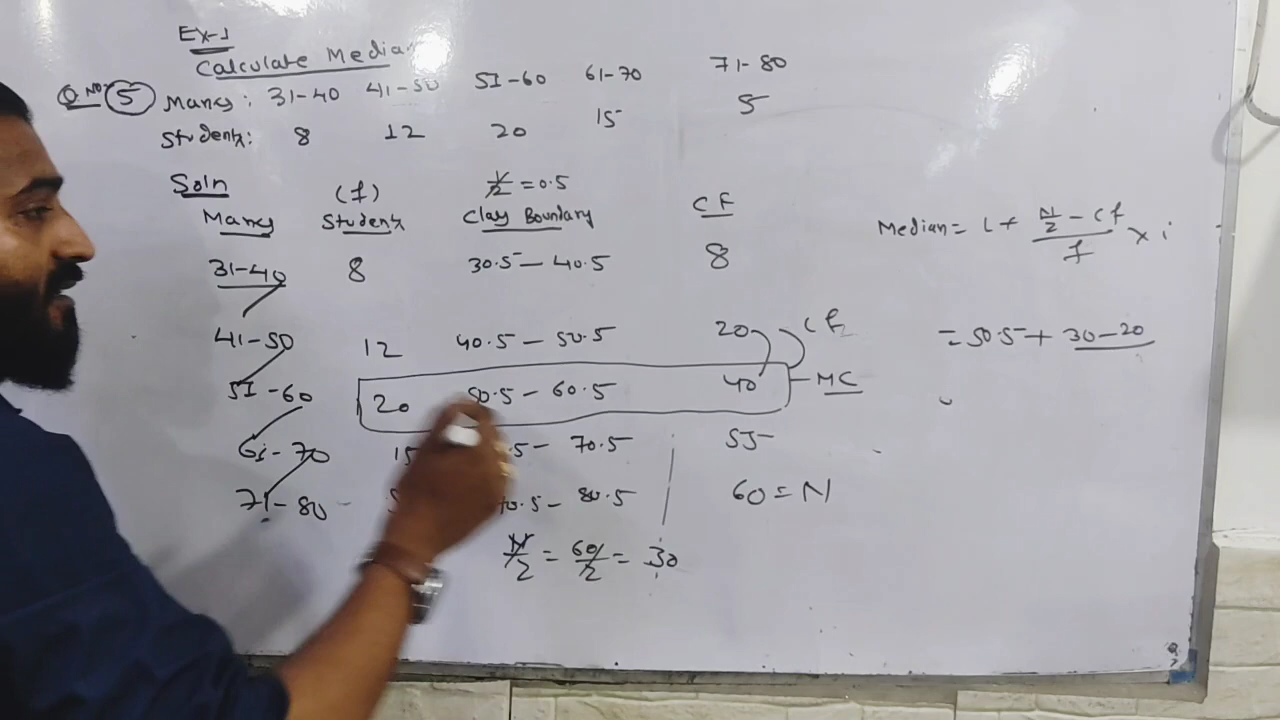 Ex-1
Calculate Median
Q.No. 5 Marks: 31-40 41-50 51-60 61-70 71-80
Students: 8 12 20 15 5
Soln (f) 1/2 = 0.5
Marks Students Class Boundary CF
31-40 8 30.5 - 40.5 8
41-50 12 40.5 - 50.5 20 CF
51-60 20 50.5 - 60.5 40 - MC
61-70 15 .5 - 70.5 55
71-80 70.5 - 80.5 60 = N
N/2 = 60/2 = 30
Median = L + N/2 - Cf / f × i
= 50.5 + 30-20